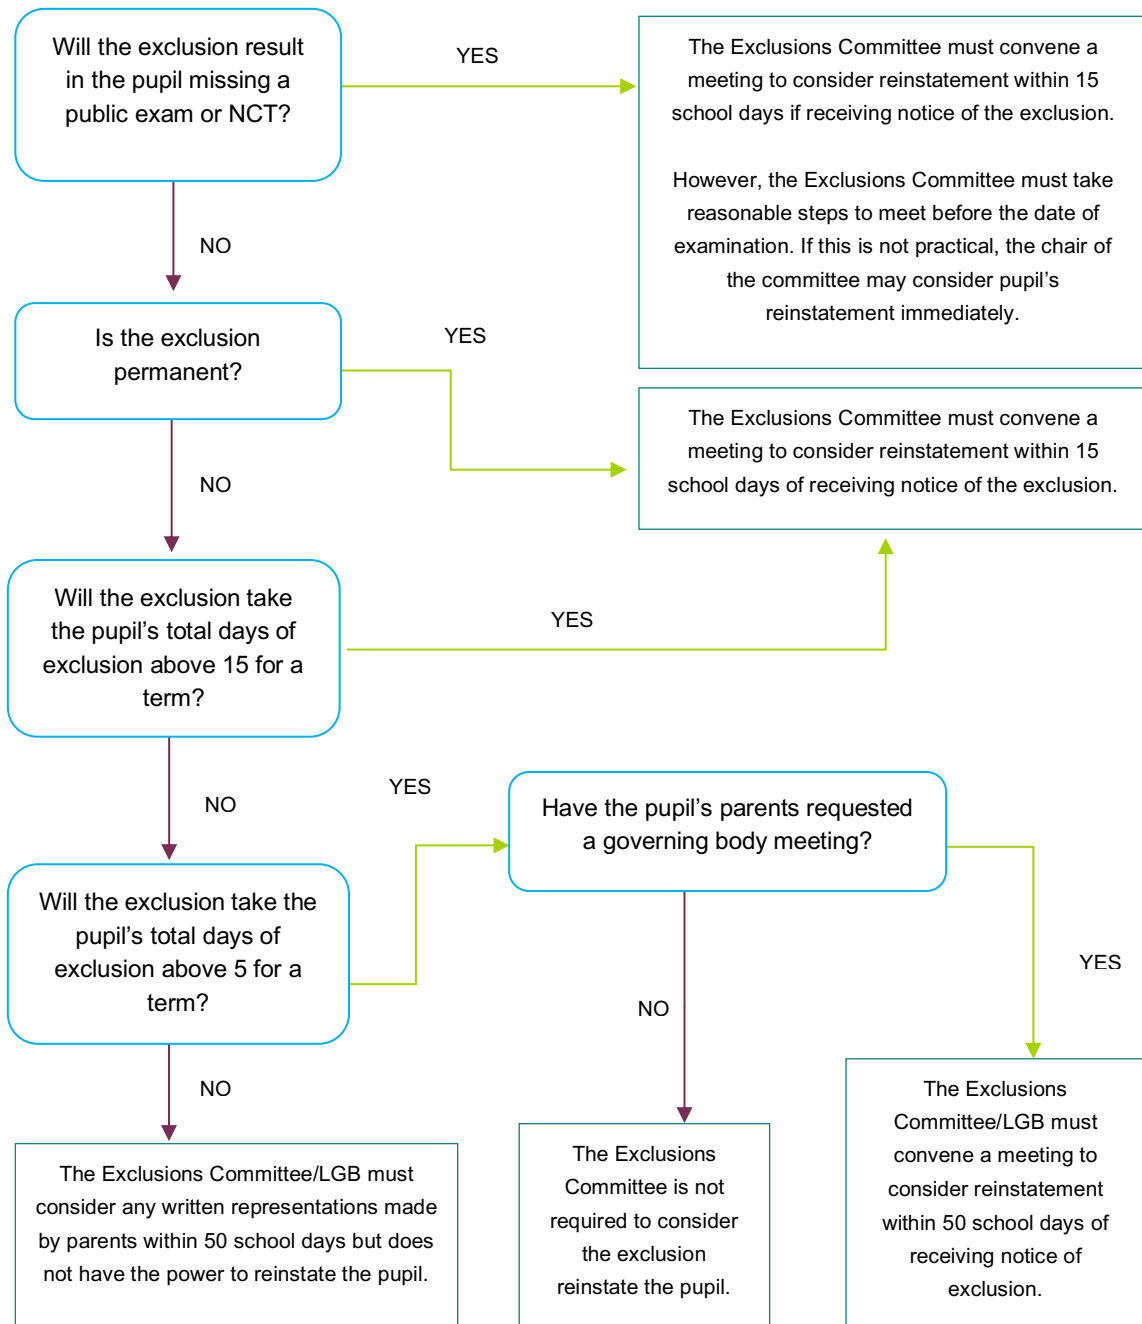 Will the exclusion result
in the pupil missing a
public exam or NCT?
YES
The Exclusions Committee must convene a
meeting to consider reinstatement within 15
school days if receiving notice of the exclusion.
However, the Exclusions Committee must take
reasonable steps to meet before the date of
examination. If this is not practical, the chair of
the committee may consider pupil’s
reinstatement immediately.
NO
Is the exclusion
permanent?
YES
The Exclusions Committee must convene a
meeting to consider reinstatement within 15
school days of receiving notice of the exclusion.
NO
Will the exclusion take
the pupil’s total days of
exclusion above 15 for a
term?
YES
NO
Will the exclusion take the
pupil’s total days of
exclusion above 5 for a
term?
YES
Have the pupil’s parents requested
a governing body meeting?
YES
NO
NO
The Exclusions Committee/LGB must
consider any written representations made
by parents within 50 school days but does
not have the power to reinstate the pupil.
The Exclusions
Committee is not
required to consider
the exclusion
reinstate the pupil.
The Exclusions
Committee/LGB must
convene a meeting to
consider reinstatement
within 50 school days of
receiving notice of
exclusion.